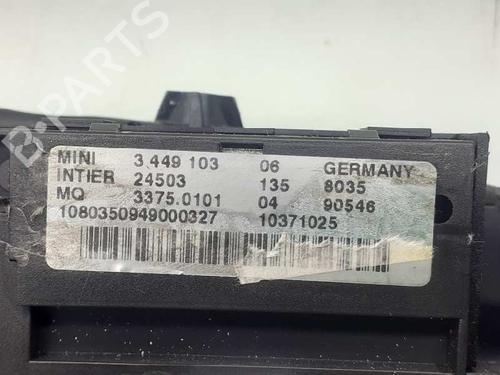 B-PARTS
MINI 3.449 103 06 GERMANY
INTIER 24503 135 8035
MQ 3375.0101 04 90546
1080350949000327 10371025